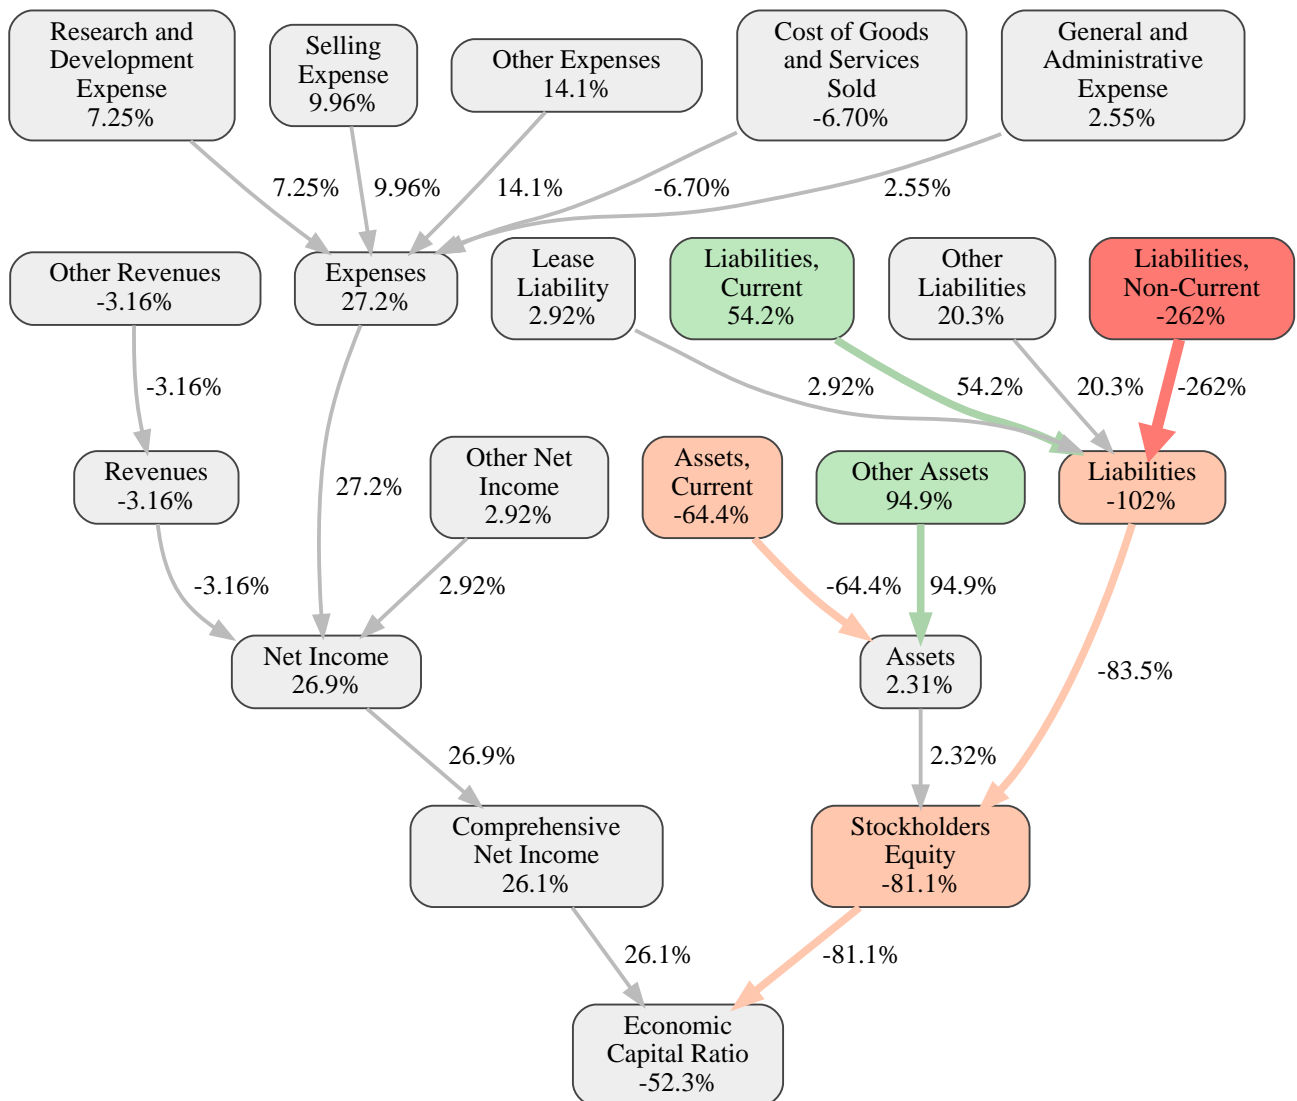 Research and
Development
Expense
7.25%
Selling
Expense
9.96%
Other Expenses
14.1%
Cost of Goods
and Services
Sold
-6.70%
General and
Administrative
Expense
2.55%
7.25%
9.96%
14.1%
-6.70%
2.55%
Other Revenues
-3.16%
Expenses
27.2%
Lease
Liability
2.92%
Liabilities,
Current
54.2%
Other
Liabilities
20.3%
Liabilities,
Non-Current
-262%
-3.16%
2.92%
54.2%
20.3%
-262%
Revenues
-3.16%
27.2%
Other Net
Income
2.92%
Assets,
Current
-64.4%
Other Assets
94.9%
Liabilities
-102%
-3.16%
2.92%
-64.4%
94.9%
Net Income
26.9%
Assets
2.31%
-83.5%
26.9%
2.32%
Comprehensive
Net Income
26.1%
Stockholders
Equity
-81.1%
26.1%
-81.1%
Economic
Capital Ratio
-52.3%